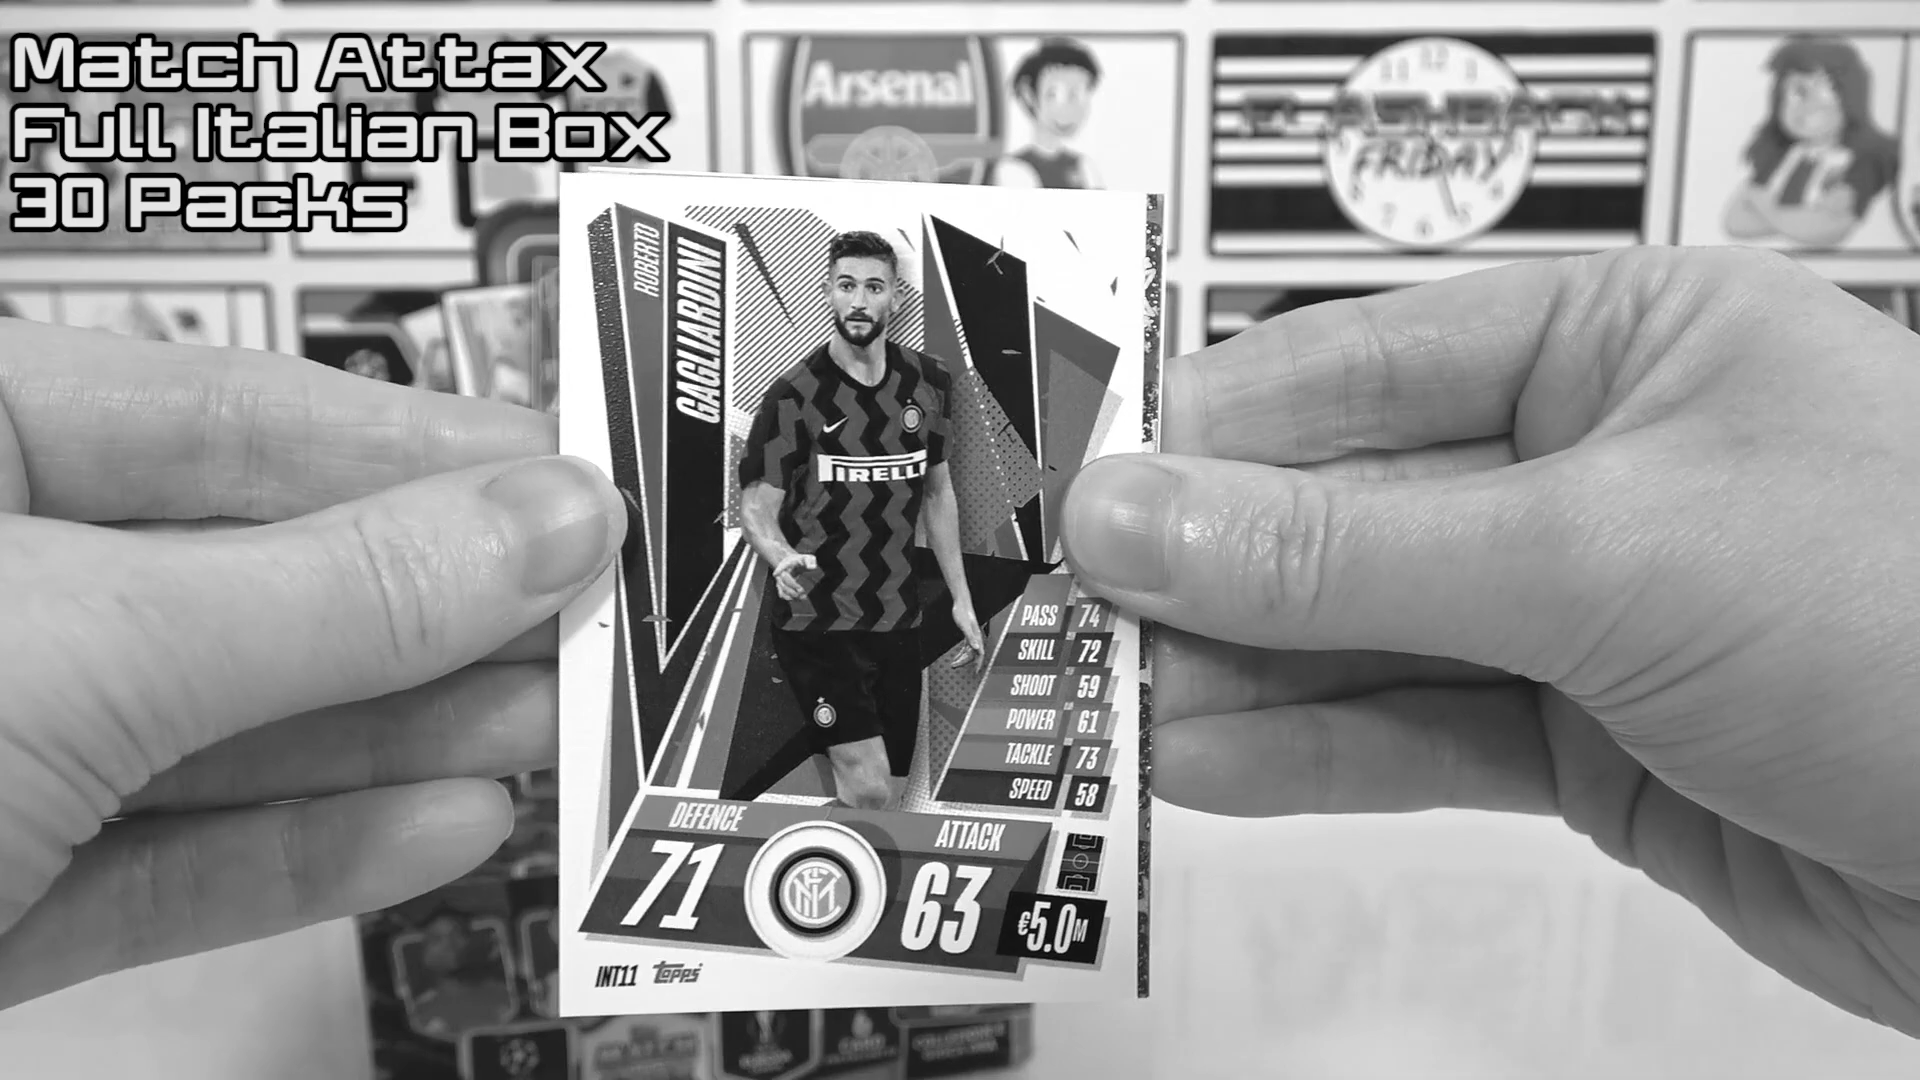 Match Attax
Full Italian Box
30 Packs
Arsenal
FLASHBACK
FRIDAY
ROBERTO
GAGLIARDINI
PIRELLI
PASS 74
SKILL 72
SHOOT 59
POWER 61
TACKLE 73
SPEED 58
DEFENCE
71
ATTACK
63
€5.0M
INT11 Topps